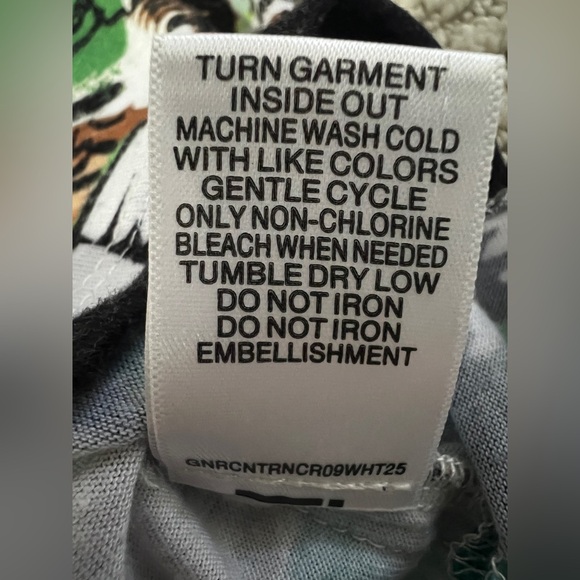 TURN GARMENT
INSIDE OUT
MACHINE WASH COLD
WITH LIKE COLORS
GENTLE CYCLE
ONLY NON-CHLORINE
BLEACH WHEN NEEDED
TUMBLE DRY LOW
DO NOT IRON
DO NOT IRON
EMBELLISHMENT
GNRCNTRNCR09WHT25